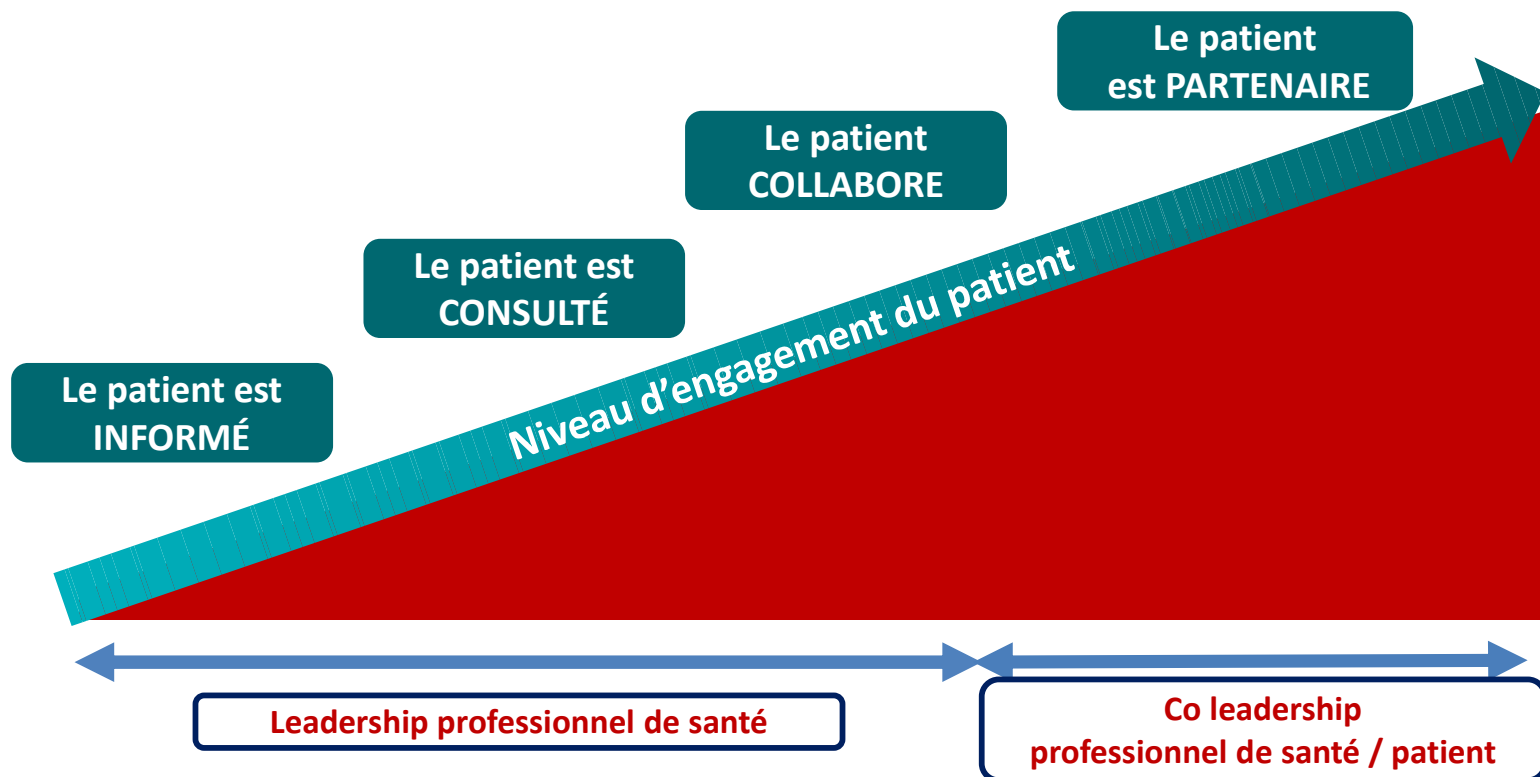 Le patient
est PARTENAIRE
Le patient
COLLABORE
Le patient est
CONSULTÉ
Le patient est
INFORMÉ
Niveau d’engagement du patient
Leadership professionnel de santé
Co leadership
professionnel de santé / patient